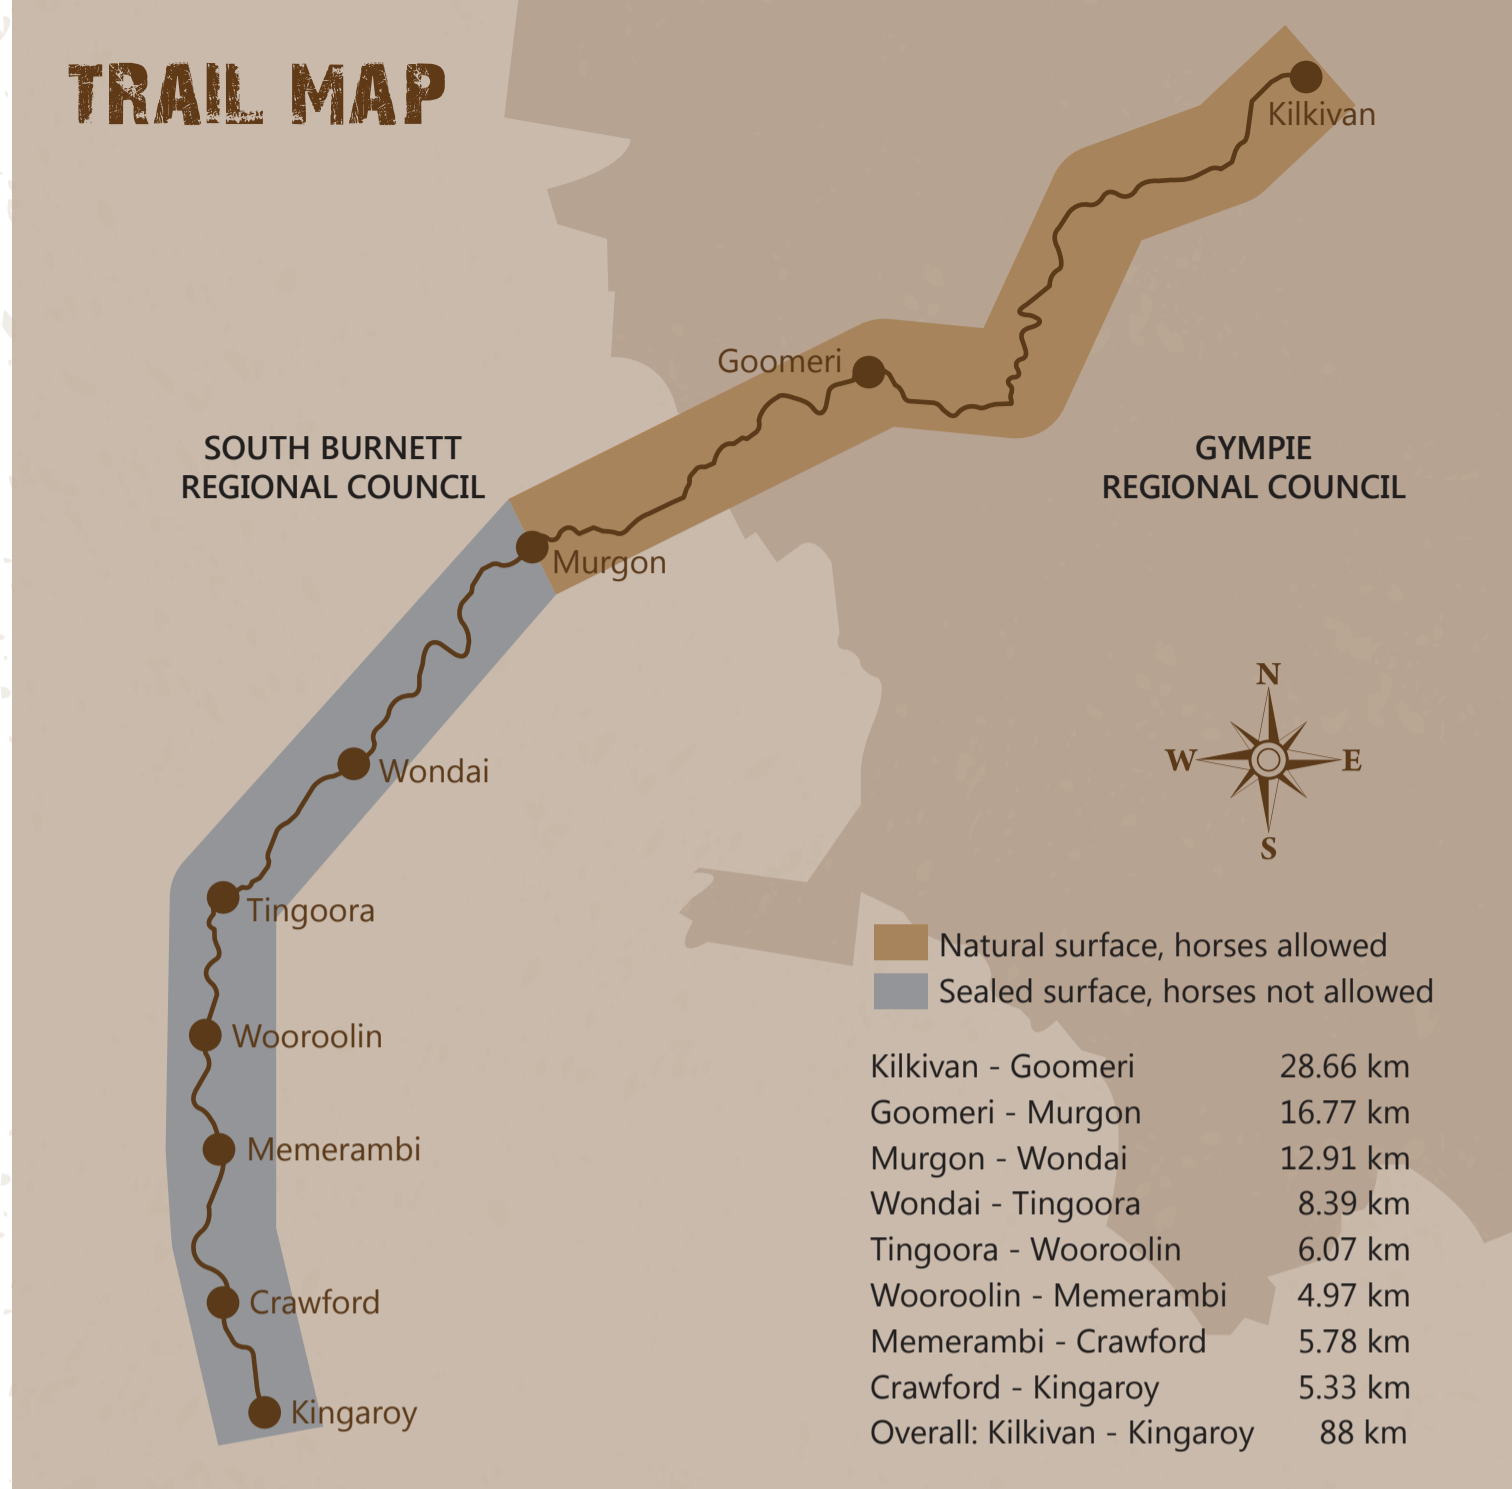 TRAIL MAP
Kilkivan
Goomeri
SOUTH BURNETT
REGIONAL COUNCIL
GYMPIE
REGIONAL COUNCIL
Murgon
N
W
E
S
Wondai
Tingoora
Wooroolin
Memerambi
Crawford
Kingaroy
Natural surface, horses allowed
Sealed surface, horses not allowed
Kilkivan - Goomeri 28.66 km
Goomeri - Murgon 16.77 km
Murgon - Wondai 12.91 km
Wondai - Tingoora 8.39 km
Tingoora - Wooroolin 6.07 km
Wooroolin - Memerambi 4.97 km
Memerambi - Crawford 5.78 km
Crawford - Kingaroy 5.33 km
Overall: Kilkivan - Kingaroy 88 km